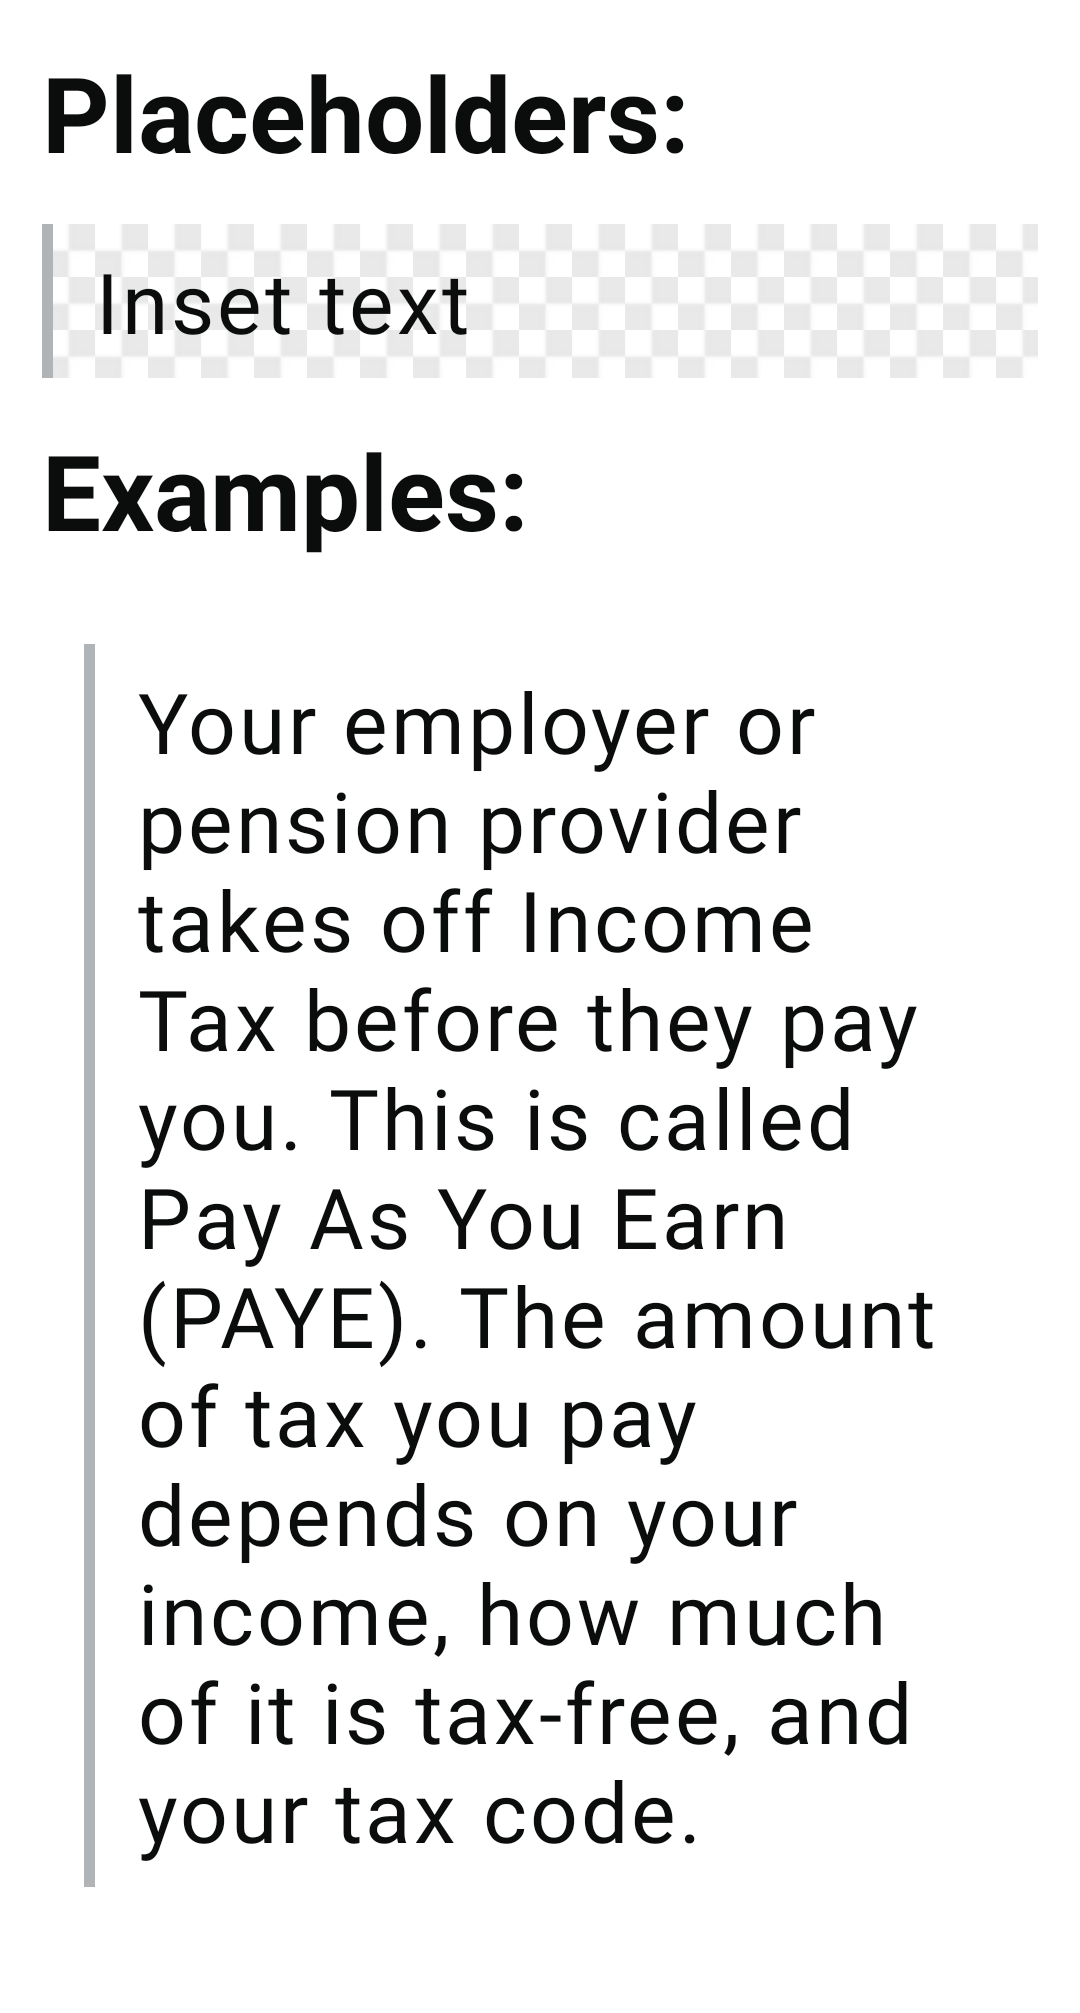 Placeholders:
Inset text
Examples:
Your employer or
pension provider
takes off Income
Tax before they pay
you. This is called
Pay As You Earn
(PAYE). The amount
of tax you pay
depends on your
income, how much
of it is tax-free, and
your tax code.